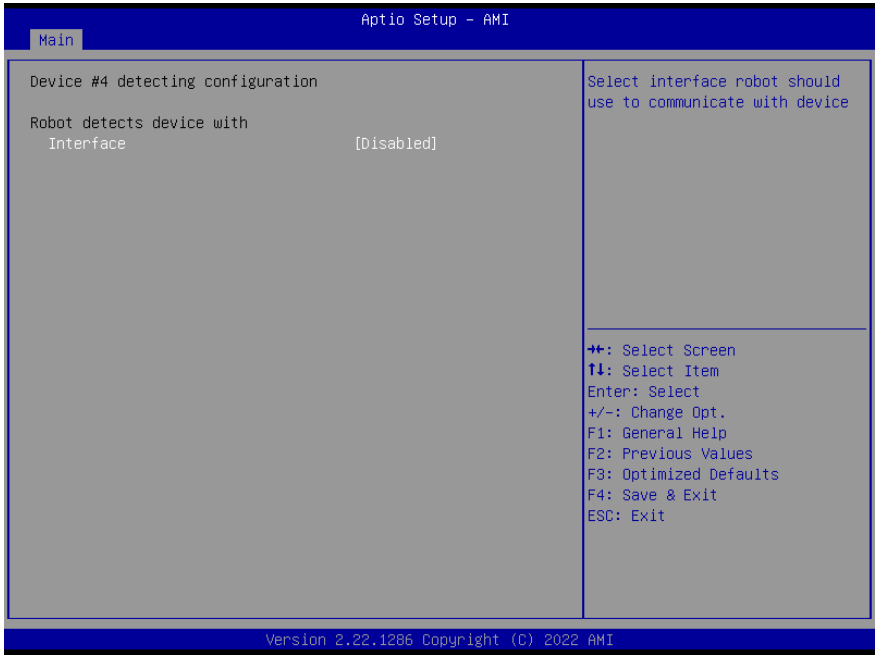 Aptio Setup – AMI
Main
Device #4 detecting configuration
Robot detects device with
Interface [Disabled]
Select interface robot should
use to communicate with device
→←: Select Screen
↑↓: Select Item
Enter: Select
+/-: Change Opt.
F1: General Help
F2: Previous Values
F3: Optimized Defaults
F4: Save & Exit
ESC: Exit
Version 2.22.1286 Copyright (C) 2022 AMI